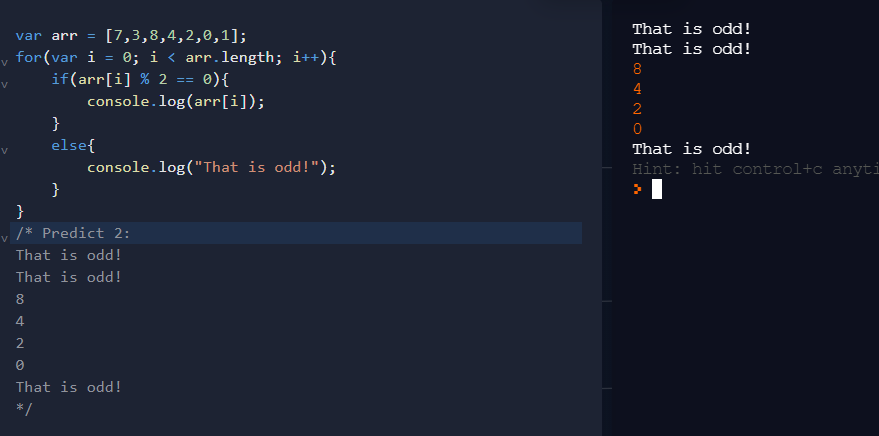 var arr = [7,3,8,4,2,0,1];
for(var i = 0; i < arr.length; i++){
    if(arr[i] % 2 == 0){
        console.log(arr[i]);
    }
    else{
        console.log("That is odd!");
    }
}
/* Predict 2:
That is odd!
That is odd!
8
4
2
0
That is odd!
*/
That is odd!
That is odd!
8
4
2
0
That is odd!
Hint: hit control+c anyti
>